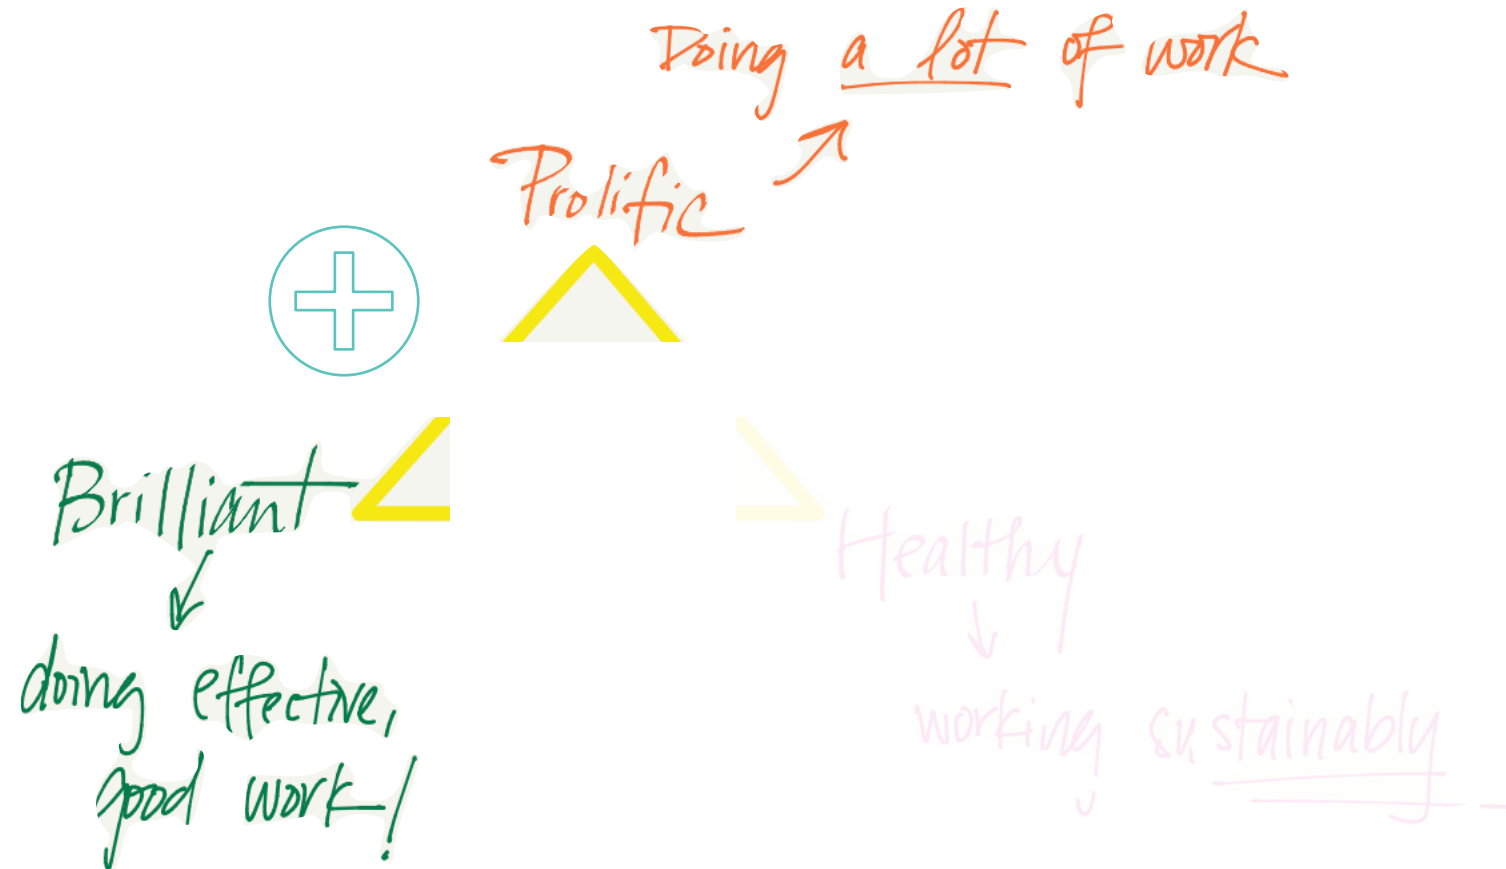 Doing a lot of work
Prolific
Brilliant
doing effective,
good work!
Healthy
working sustainably